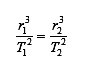 r₁³/T₁² = r₂³/T₂²